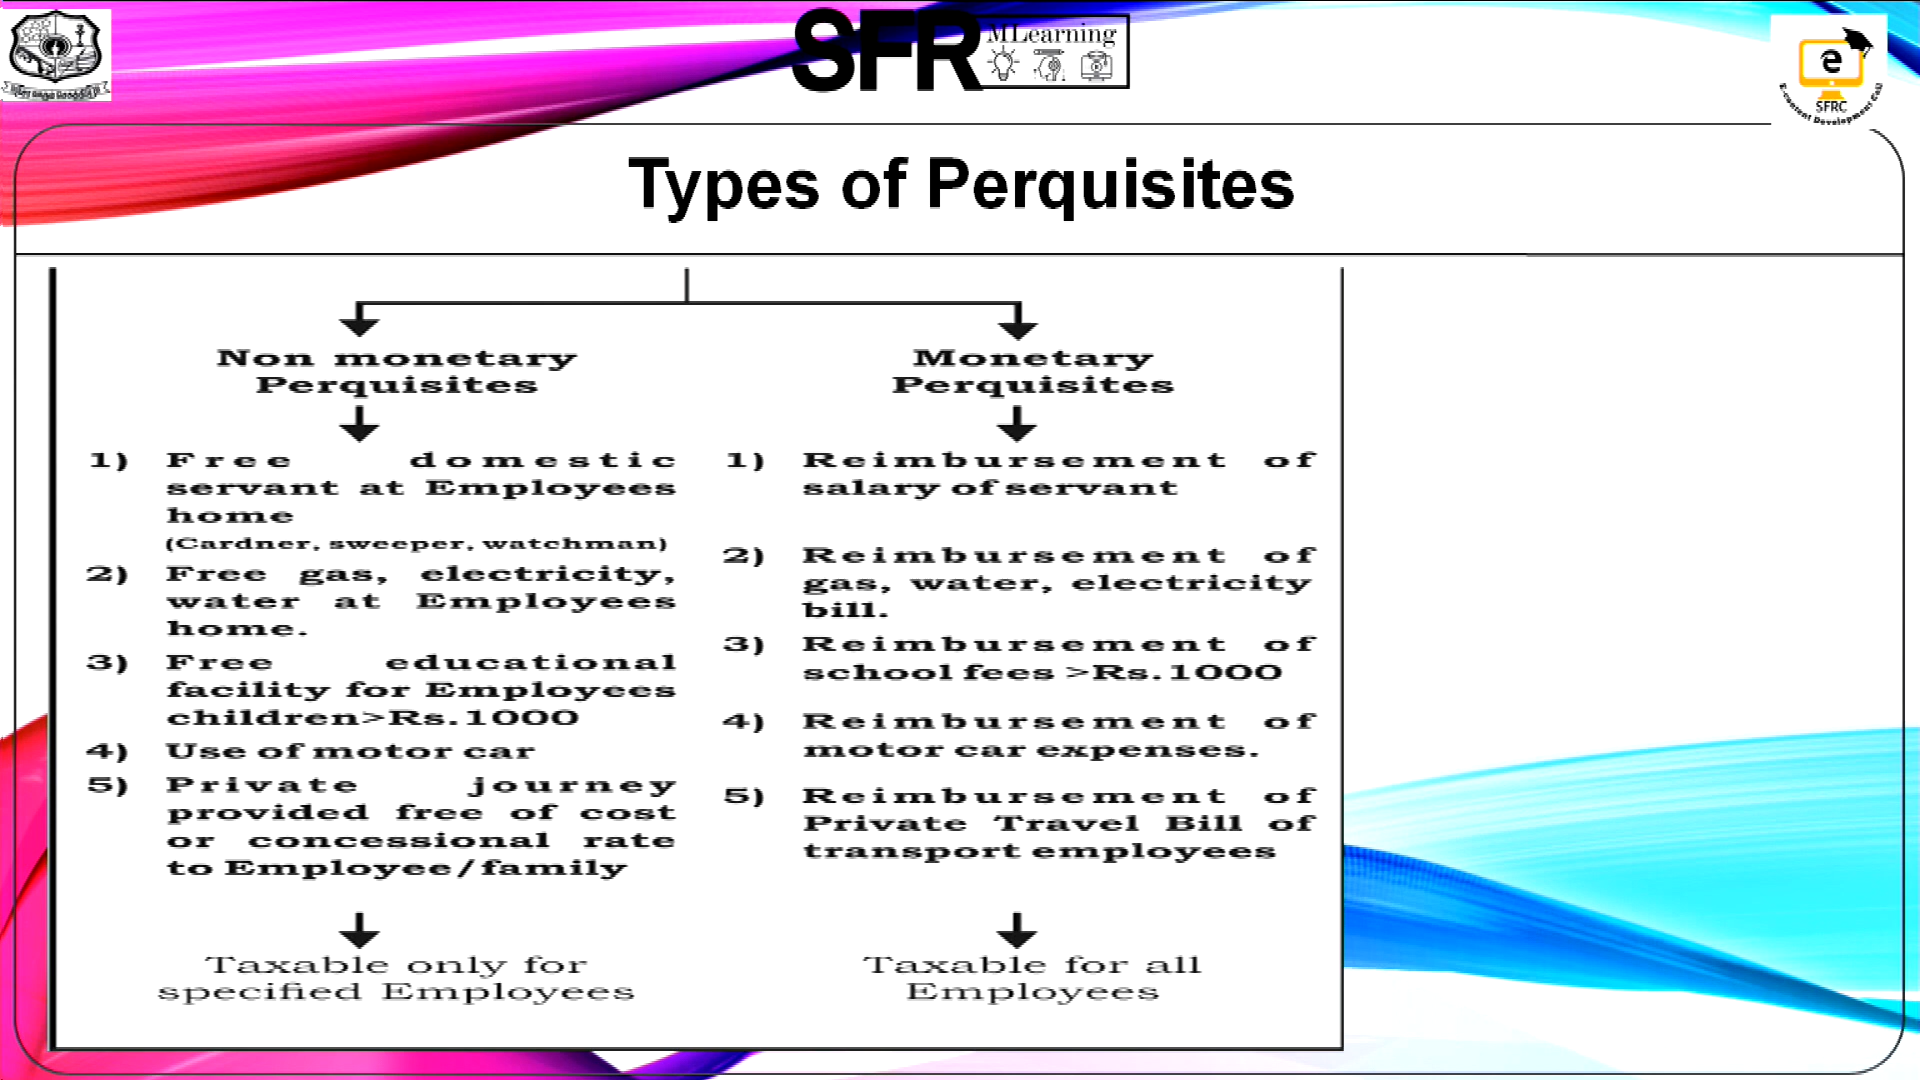 SFR
MLearning
e
SFRC
E-content Development Cell
Types of Perquisites
Non monetary
Perquisites
1) Free domestic
servant at Employees
home
(Cardner, sweeper, watchman)
2) Free gas, electricity,
water at Employees
home.
3) Free educational
facility for Employees
children>Rs.1000
4) Use of motor car
5) Private journey
provided free of cost
or concessional rate
to Employee/family
Taxable only for
specified Employees
Monetary
Perquisites
1) Reimbursement of
salary of servant
2) Reimbursement of
gas, water, electricity
bill.
3) Reimbursement of
school fees >Rs.1000
4) Reimbursement of
motor car expenses.
5) Reimbursement of
Private Travel Bill of
transport employees
Taxable for all
Employees